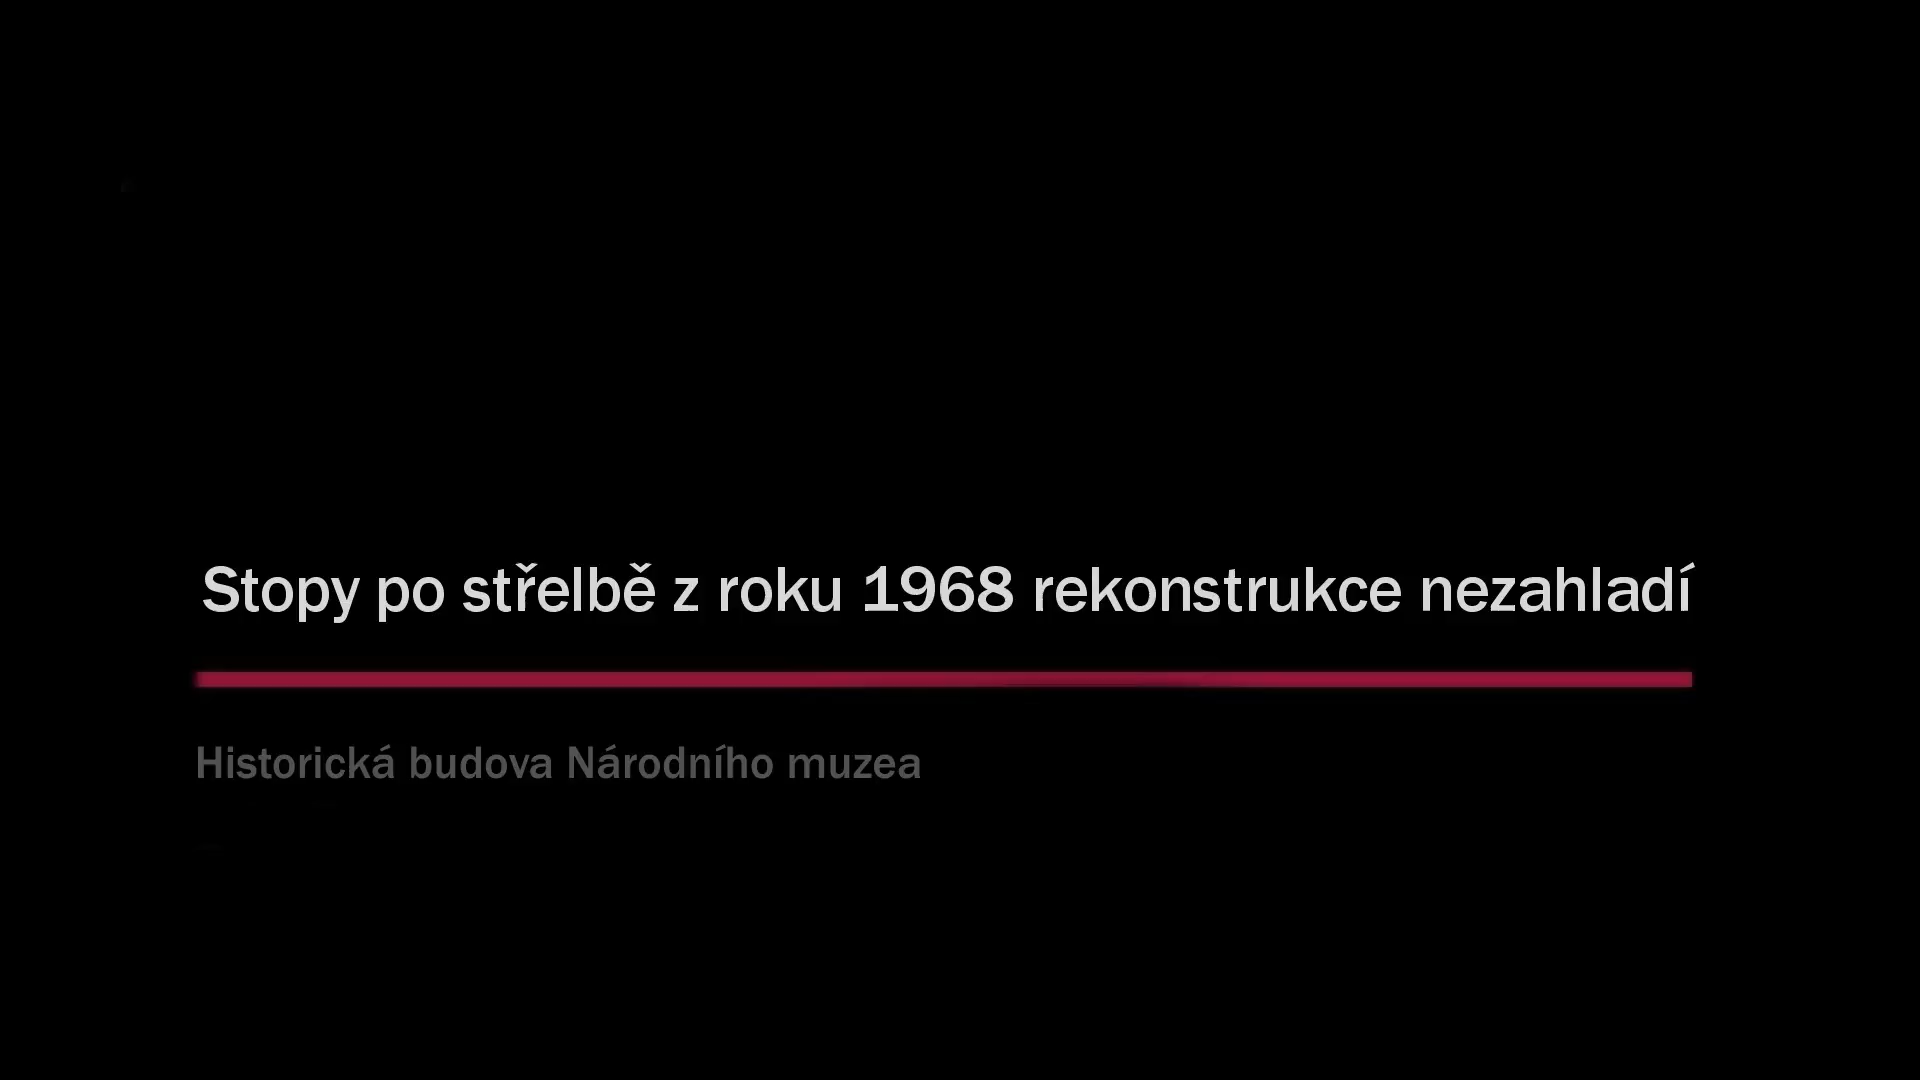 Stopy po střelbě z roku 1968 rekonstrukce nezahladí
Historická budova Národního muzea